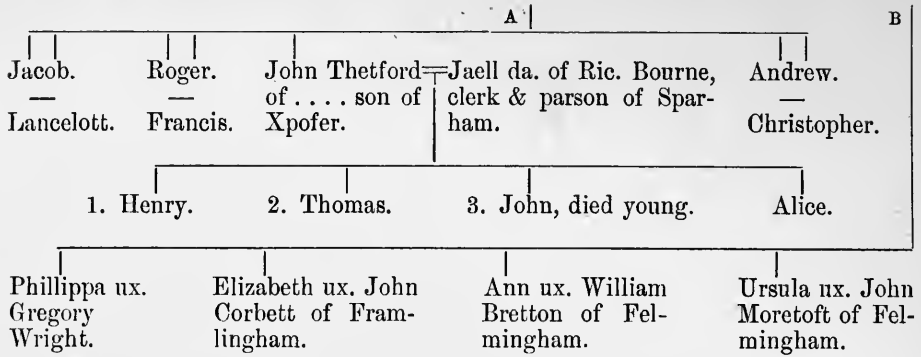 A B
Jacob. Roger. John Thetford Jaell da. of Ric. Bourne, Andrew.
— — of . . . . son of clerk & parson of Spar- —
Lancelott. Francis. Xpofer. ham. Christopher.
1. Henry. 2. Thomas. 3. John, died young. Alice.
Phillippa ux. Elizabeth ux. John Ann ux. William Ursula ux. John
Gregory Corbett of Fram- Bretton of Fel- Moretoft of Fel-
Wright. lingham. mingham. mingham.